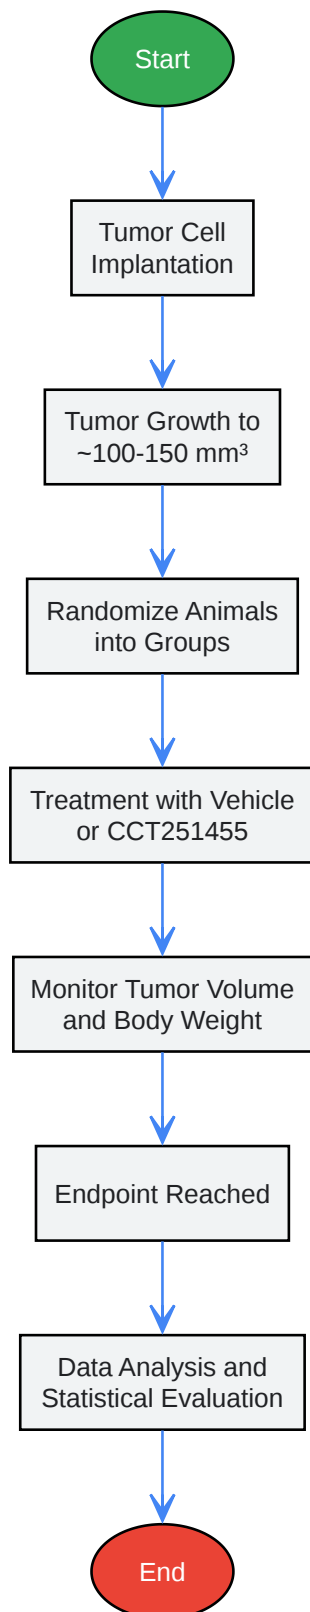 Start
Tumor Cell
Implantation
Tumor Growth to
~100-150 mm³
Randomize Animals
into Groups
Treatment with Vehicle
or CCT251455
Monitor Tumor Volume
and Body Weight
Endpoint Reached
Data Analysis and
Statistical Evaluation
End